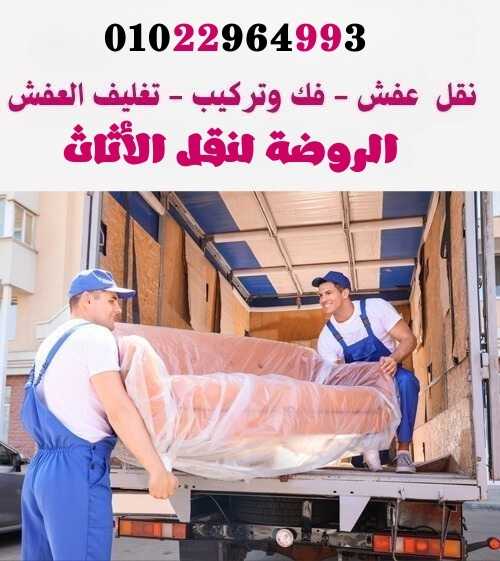 01022964993
نقل عفش - فك وتركيب - تغليف العفش
الروضة لنقل الأثاث